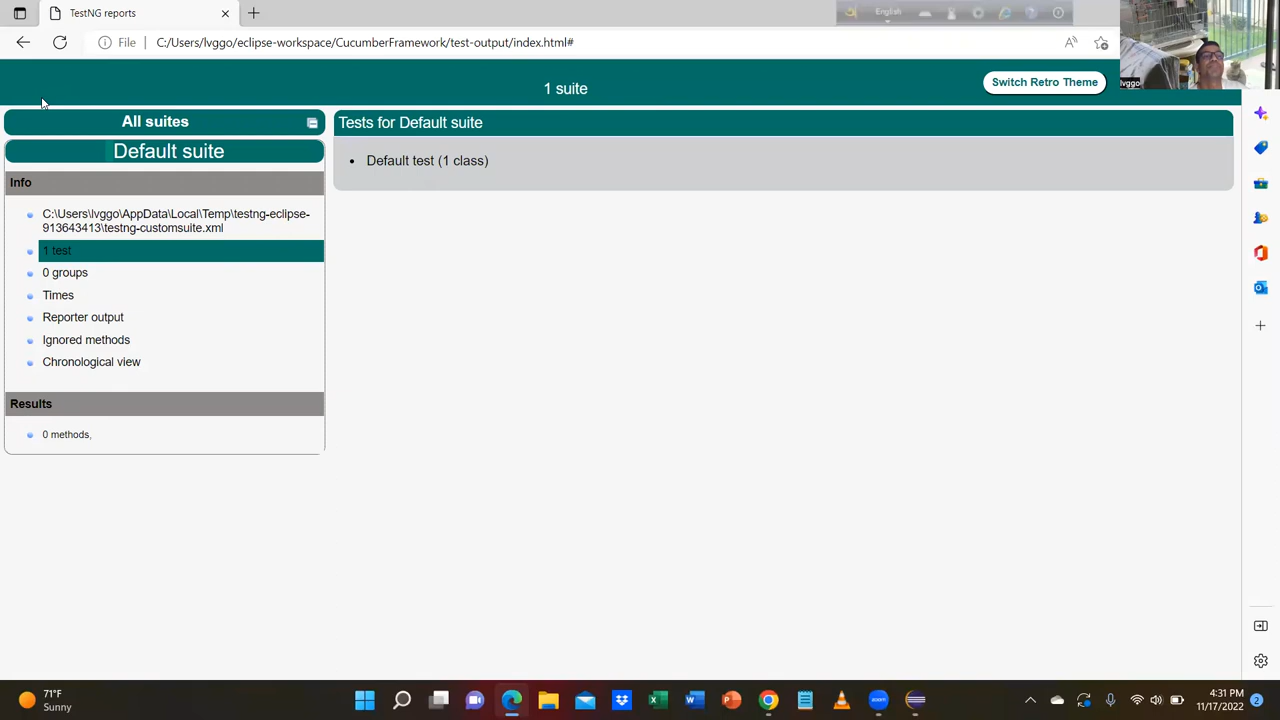 TestNG reports
English
File
C:/Users/lvggo/eclipse-workspace/CucumberFramework/test-output/index.html#
lvggo
1 suite
Switch Retro Theme
All suites
Default suite
Info
C:\Users\lvggo\AppData\Local\Temp\testng-eclipse-
913643413\testng-customsuite.xml
1 test
0 groups
Times
Reporter output
Ignored methods
Chronological view
Results
0 methods,
Tests for Default suite
• Default test (1 class)
71°F
Sunny
4:31 PM
11/17/2022
2